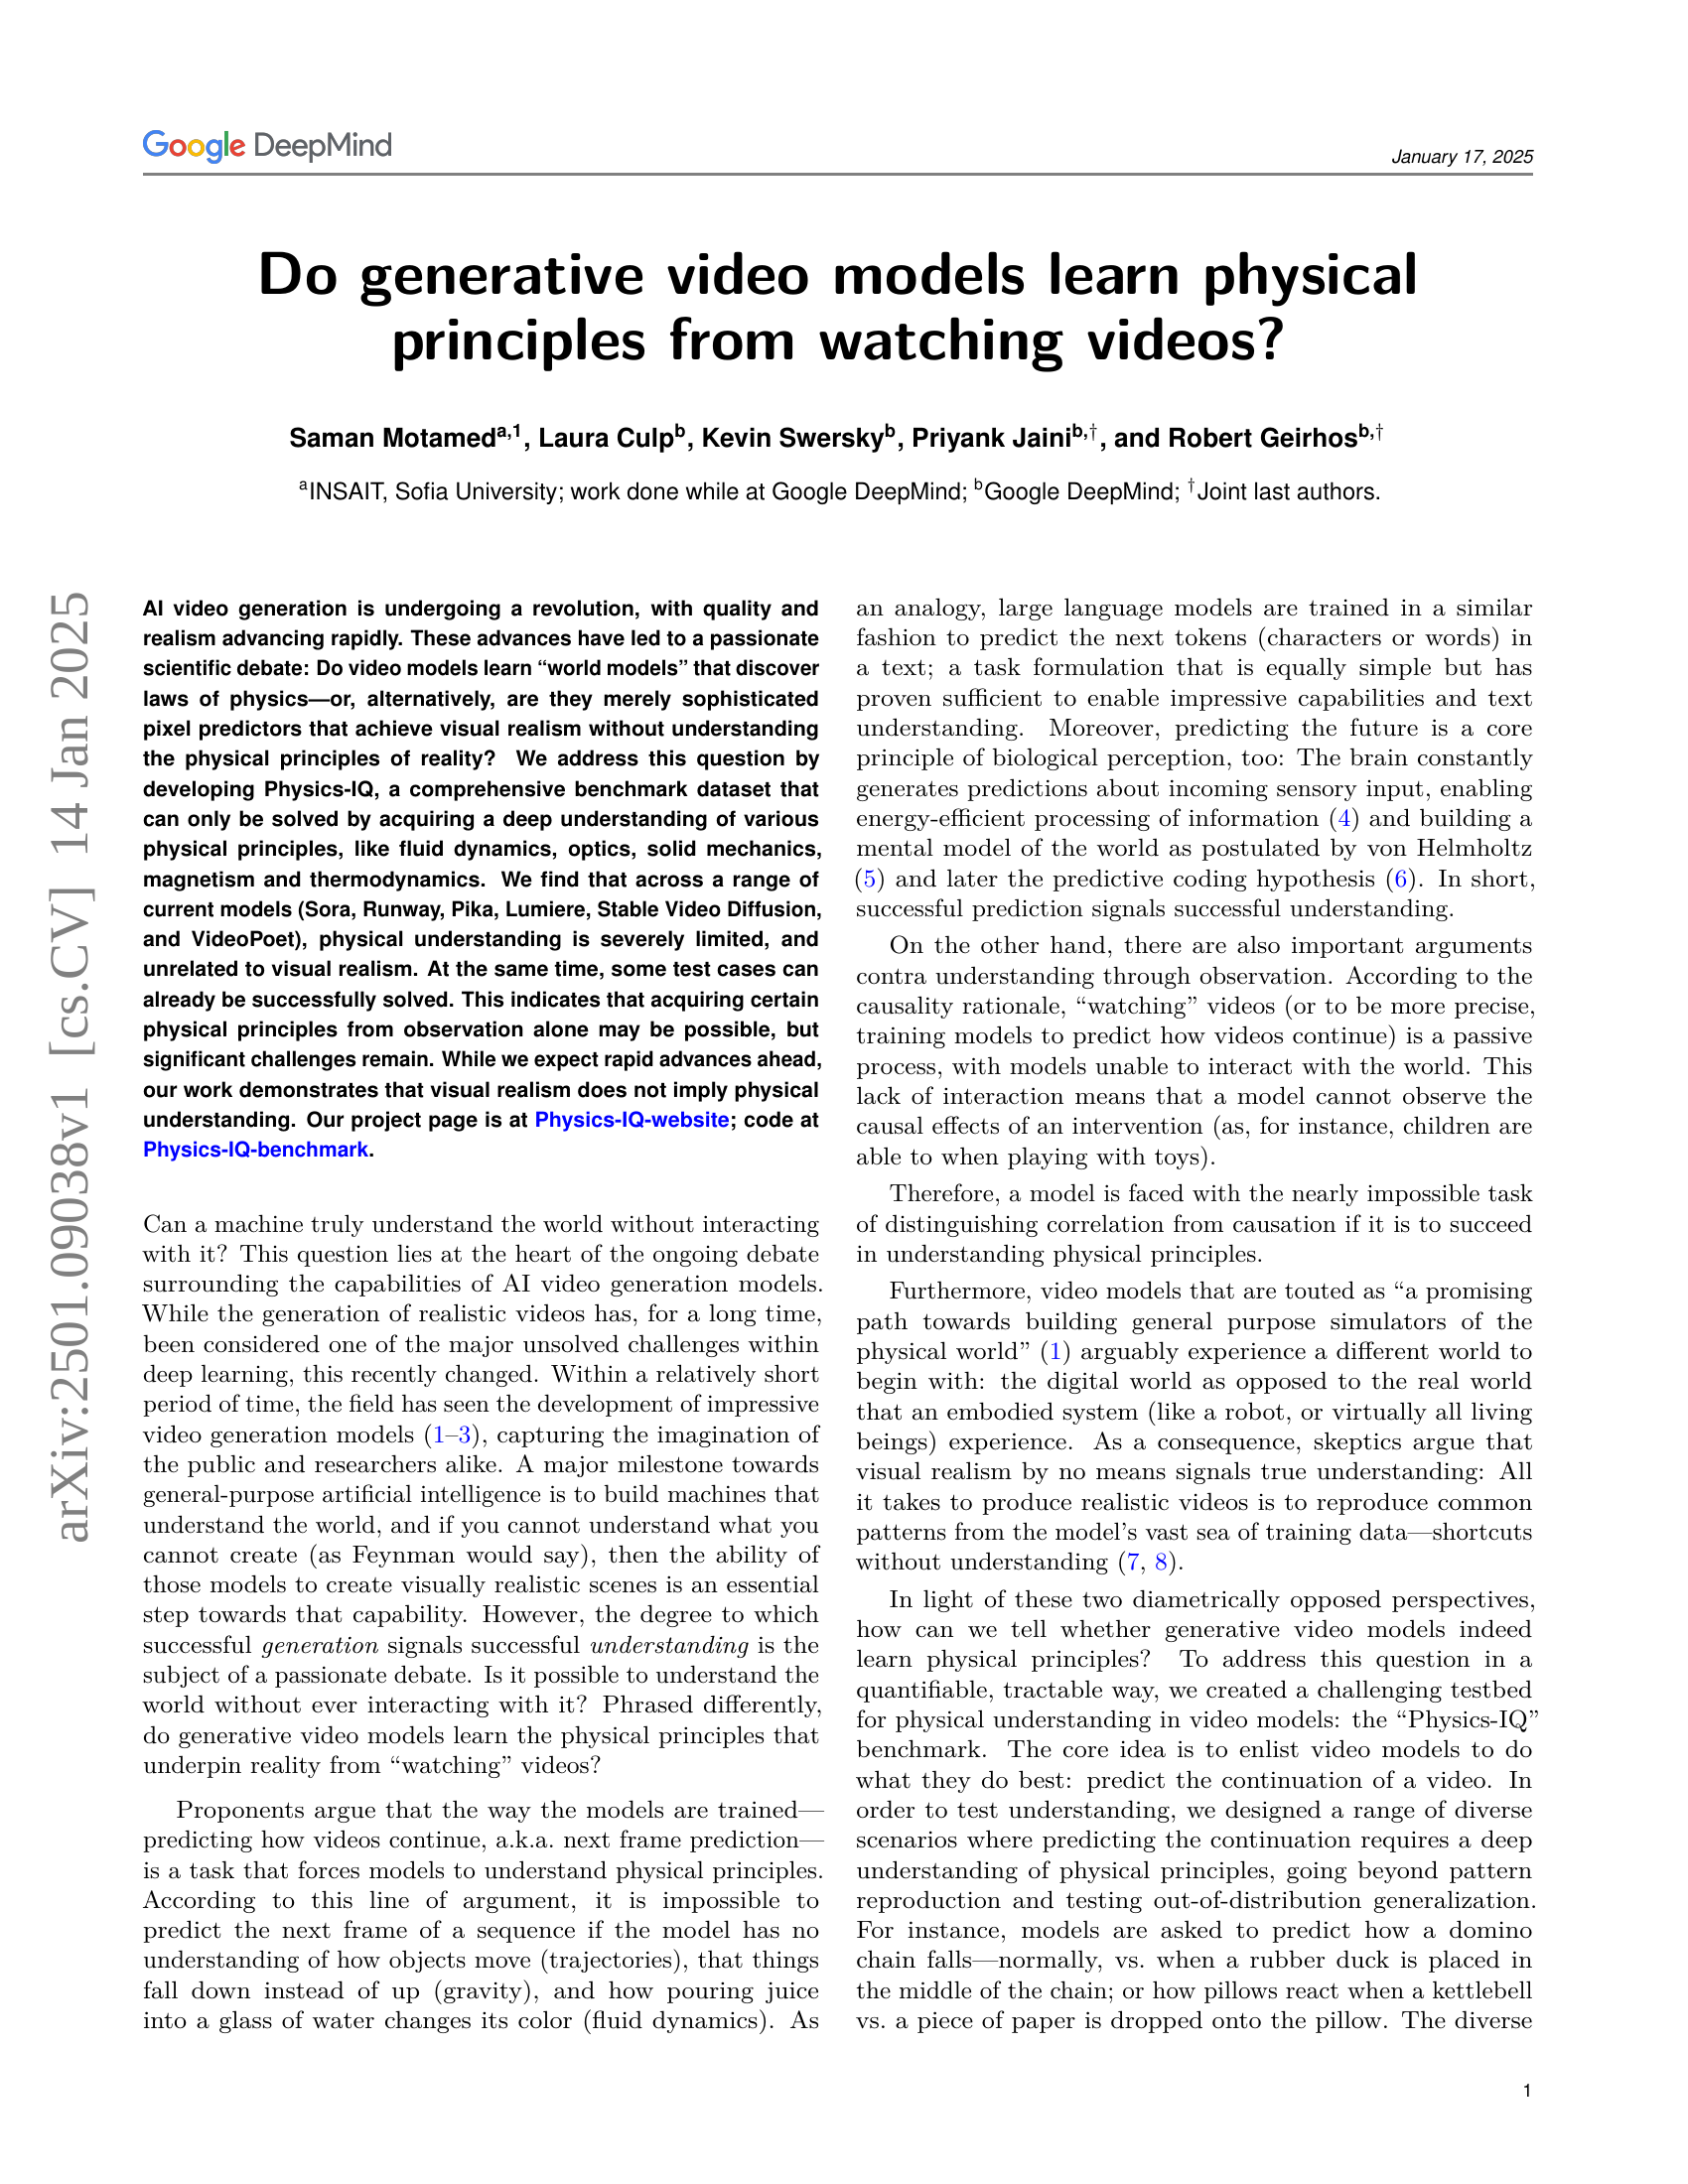 Google DeepMind
January 17, 2025
Do generative video models learn physical
principles from watching videos?
Saman Motamed^a,1, Laura Culp^b, Kevin Swersky^b, Priyank Jaini^b,†, and Robert Geirhos^b,†
^aINSAIT, Sofia University; work done while at Google DeepMind; ^bGoogle DeepMind; †Joint last authors.
arXiv:2501.09038v1 [cs.CV] 14 Jan 2025
AI video generation is undergoing a revolution, with quality and
realism advancing rapidly. These advances have led to a passionate
scientific debate: Do video models learn “world models” that discover
laws of physics—or, alternatively, are they merely sophisticated
pixel predictors that achieve visual realism without understanding
the physical principles of reality? We address this question by
developing Physics-IQ, a comprehensive benchmark dataset that
can only be solved by acquiring a deep understanding of various
physical principles, like fluid dynamics, optics, solid mechanics,
magnetism and thermodynamics. We find that across a range of
current models (Sora, Runway, Pika, Lumiere, Stable Video Diffusion,
and VideoPoet), physical understanding is severely limited, and
unrelated to visual realism. At the same time, some test cases can
already be successfully solved. This indicates that acquiring certain
physical principles from observation alone may be possible, but
significant challenges remain. While we expect rapid advances ahead,
our work demonstrates that visual realism does not imply physical
understanding. Our project page is at Physics-IQ-website; code at
Physics-IQ-benchmark.
Can a machine truly understand the world without interacting
with it? This question lies at the heart of the ongoing debate
surrounding the capabilities of AI video generation models.
While the generation of realistic videos has, for a long time,
been considered one of the major unsolved challenges within
deep learning, this recently changed. Within a relatively short
period of time, the field has seen the development of impressive
video generation models (1–3), capturing the imagination of
the public and researchers alike. A major milestone towards
general-purpose artificial intelligence is to build machines that
understand the world, and if you cannot understand what you
cannot create (as Feynman would say), then the ability of
those models to create visually realistic scenes is an essential
step towards that capability. However, the degree to which
successful generation signals successful understanding is the
subject of a passionate debate. Is it possible to understand the
world without ever interacting with it? Phrased differently,
do generative video models learn the physical principles that
underpin reality from “watching” videos?
Proponents argue that the way the models are trained—
predicting how videos continue, a.k.a. next frame prediction—
is a task that forces models to understand physical principles.
According to this line of argument, it is impossible to
predict the next frame of a sequence if the model has no
understanding of how objects move (trajectories), that things
fall down instead of up (gravity), and how pouring juice
into a glass of water changes its color (fluid dynamics). As
an analogy, large language models are trained in a similar
fashion to predict the next tokens (characters or words) in
a text; a task formulation that is equally simple but has
proven sufficient to enable impressive capabilities and text
understanding. Moreover, predicting the future is a core
principle of biological perception, too: The brain constantly
generates predictions about incoming sensory input, enabling
energy-efficient processing of information (4) and building a
mental model of the world as postulated by von Helmholtz
(5) and later the predictive coding hypothesis (6). In short,
successful prediction signals successful understanding.
On the other hand, there are also important arguments
contra understanding through observation. According to the
causality rationale, “watching” videos (or to be more precise,
training models to predict how videos continue) is a passive
process, with models unable to interact with the world. This
lack of interaction means that a model cannot observe the
causal effects of an intervention (as, for instance, children are
able to when playing with toys).
Therefore, a model is faced with the nearly impossible task
of distinguishing correlation from causation if it is to succeed
in understanding physical principles.
Furthermore, video models that are touted as “a promising
path towards building general purpose simulators of the
physical world” (1) arguably experience a different world to
begin with: the digital world as opposed to the real world
that an embodied system (like a robot, or virtually all living
beings) experience. As a consequence, skeptics argue that
visual realism by no means signals true understanding: All
it takes to produce realistic videos is to reproduce common
patterns from the model’s vast sea of training data—shortcuts
without understanding (7, 8).
In light of these two diametrically opposed perspectives,
how can we tell whether generative video models indeed
learn physical principles? To address this question in a
quantifiable, tractable way, we created a challenging testbed
for physical understanding in video models: the “Physics-IQ”
benchmark. The core idea is to enlist video models to do
what they do best: predict the continuation of a video. In
order to test understanding, we designed a range of diverse
scenarios where predicting the continuation requires a deep
understanding of physical principles, going beyond pattern
reproduction and testing out-of-distribution generalization.
For instance, models are asked to predict how a domino
chain falls—normally, vs. when a rubber duck is placed in
the middle of the chain; or how pillows react when a kettlebell
vs. a piece of paper is dropped onto the pillow. The diverse
1